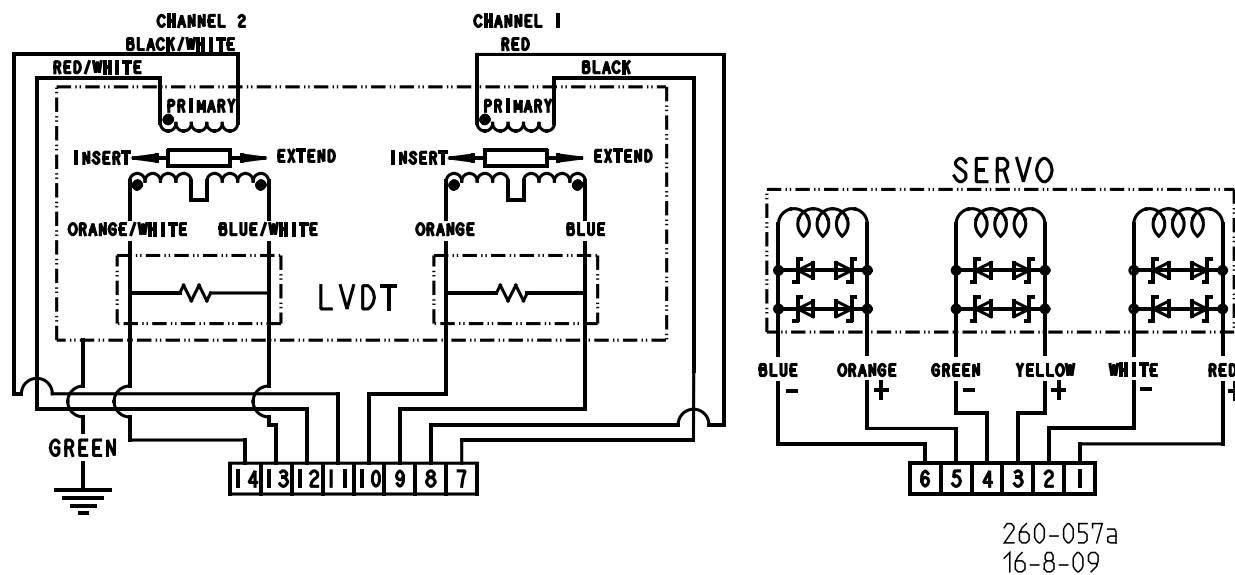 CHANNEL 2
CHANNEL 1
BLACK/WHITE
RED
RED/WHITE
BLACK
PRIMARY
PRIMARY
INSERT
EXTEND
INSERT
EXTEND
SERVO
ORANGE/WHITE
BLUE/WHITE
ORANGE
BLUE
LVDT
BLUE
ORANGE
GREEN
YELLOW
WHITE
RED
-
+
-
+
-
+
GREEN
14 13 12 11 10 9 8 7
6 5 4 3 2 1
260-057a
16-8-09